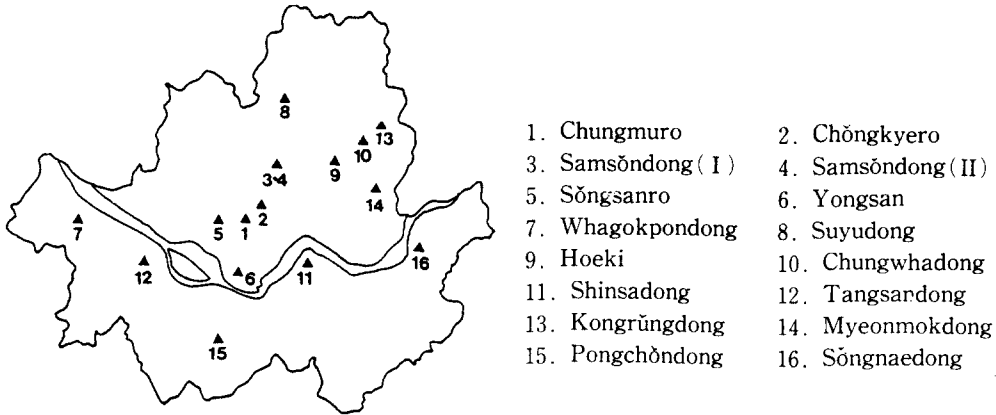 8
13
10
3·4
9
14
2
7
5
1
16
12
6
11
15
1. Chungmuro 2. Chŏngkyero
3. Samsŏndong(I) 4. Samsŏndong(II)
5. Sŏngsanro 6. Yongsan
7. Whagokpondong 8. Suyudong
9. Hoeki 10. Chungwhadong
11. Shinsadong 12. Tangsandong
13. Kongrŭngdong 14. Myeonmokdong
15. Pongchŏndong 16. Sŏngnaedong